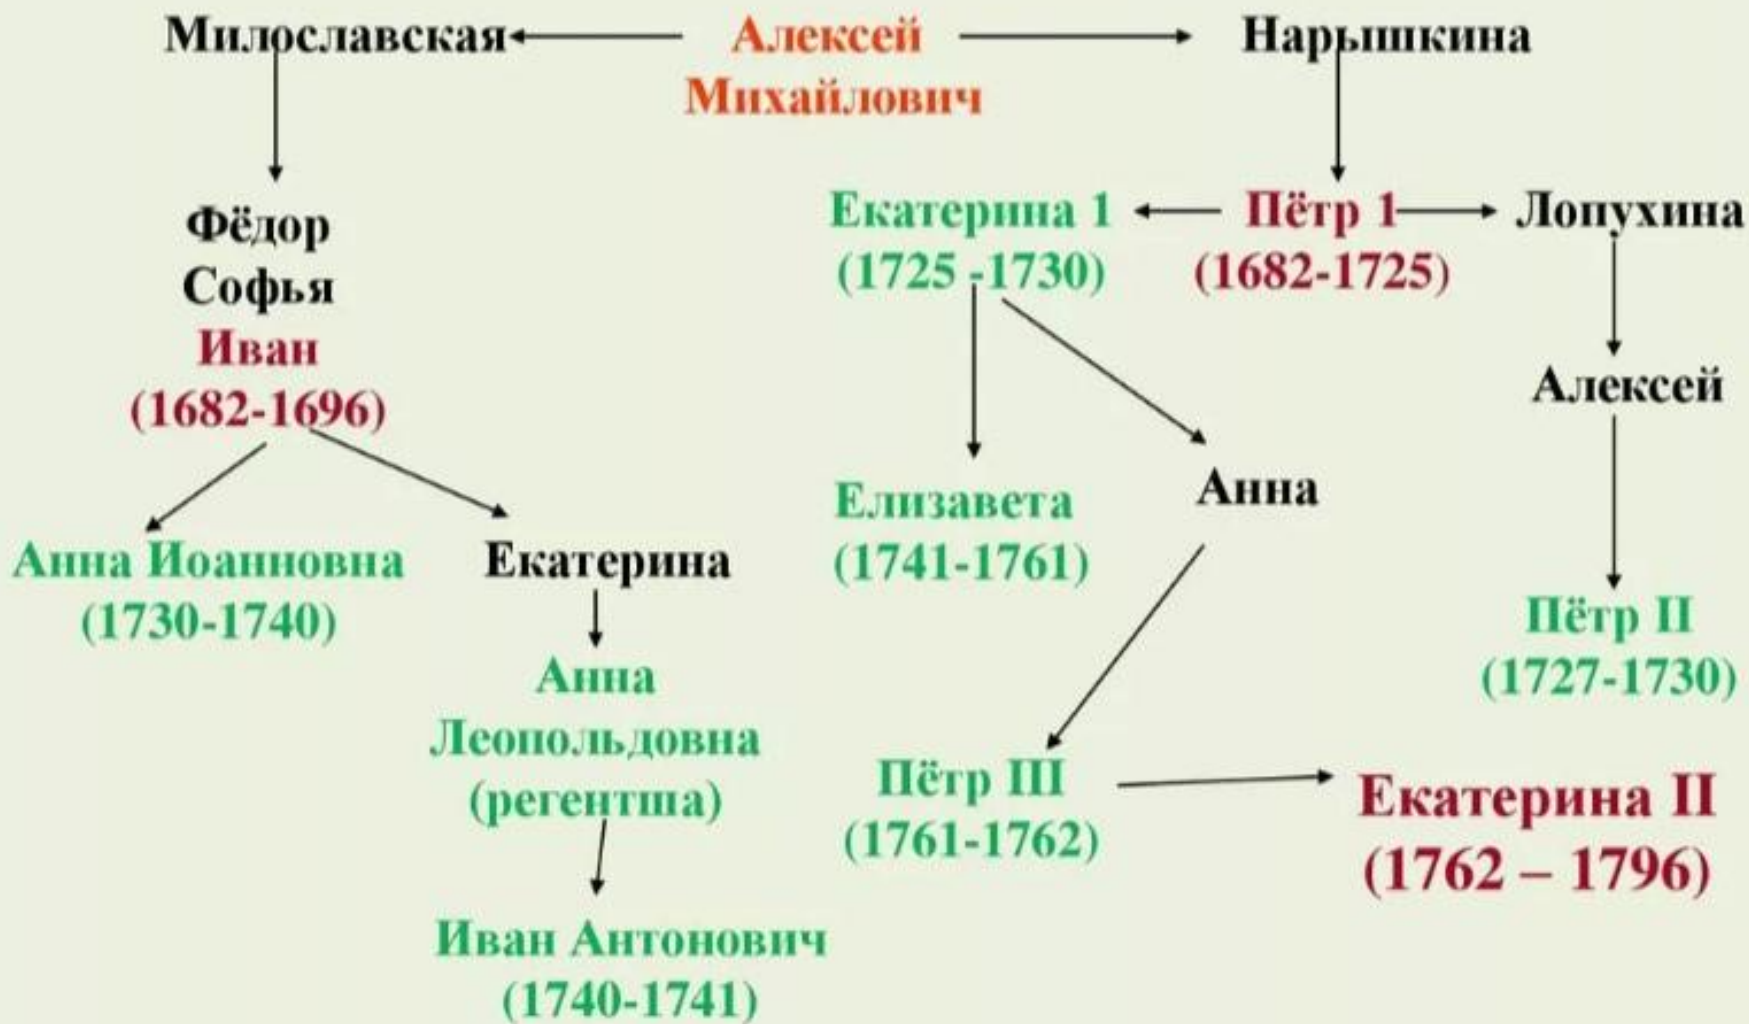 Милославская
Алексей
Михайлович
Нарышкина
Фёдор
Софья
Иван
(1682-1696)
Екатерина 1
(1725 -1730)
Пётр 1
(1682-1725)
Лопухина
Алексей
Анна Иоанновна
(1730-1740)
Екатерина
Елизавета
(1741-1761)
Анна
Пётр II
(1727-1730)
Анна
Леопольдовна
(регентша)
Пётр III
(1761-1762)
Екатерина II
(1762 – 1796)
Иван Антонович
(1740-1741)